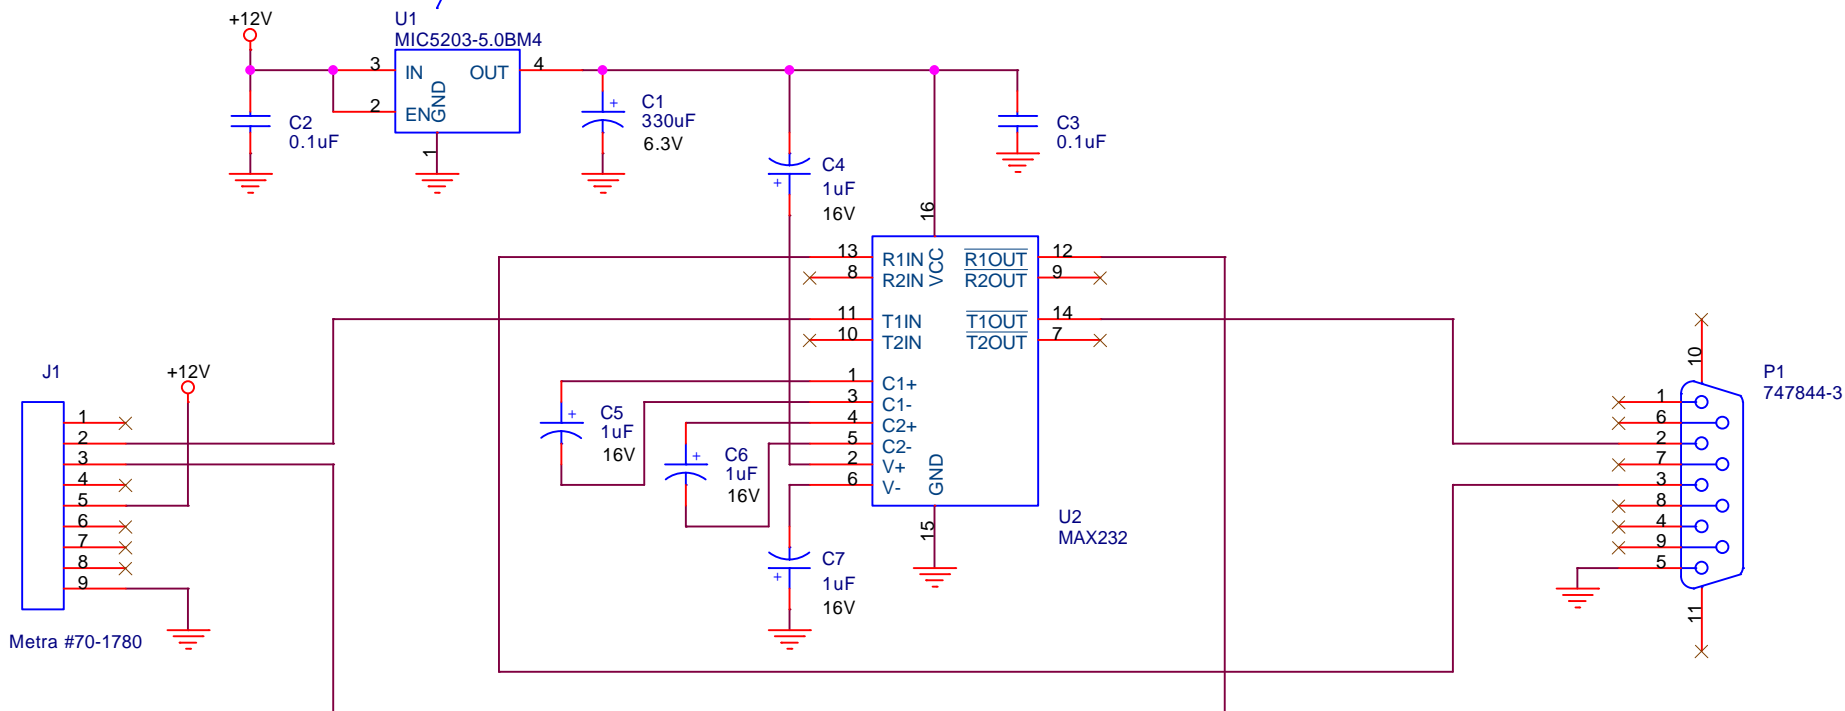 +12V
U1
MIC5203-5.0BM4
3
IN
OUT
4
2
EN
GND
1
C2
0.1uF
+
C1
330uF
6.3V
C3
0.1uF
C4
1uF
16V
+
16
13
R1IN
VCC
R1OUT
12
8
R2IN
R2OUT
9
11
T1IN
T1OUT
14
10
T2IN
T2OUT
7
1
C1+
3
C1-
4
C2+
5
C2-
2
V+
6
V-
GND
15
U2
MAX232
+
C5
1uF
16V
+
C6
1uF
16V
C7
1uF
16V
+
J1
+12V
1
2
3
4
5
6
7
8
9
Metra #70-1780
P1
747844-3
10
1
6
2
7
3
8
4
9
5
11